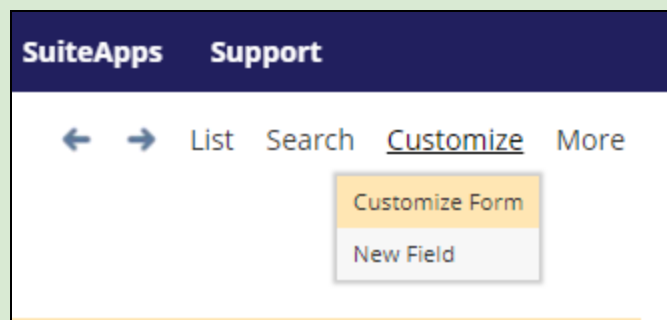 SuiteApps Support
List Search Customize More
Customize Form
New Field